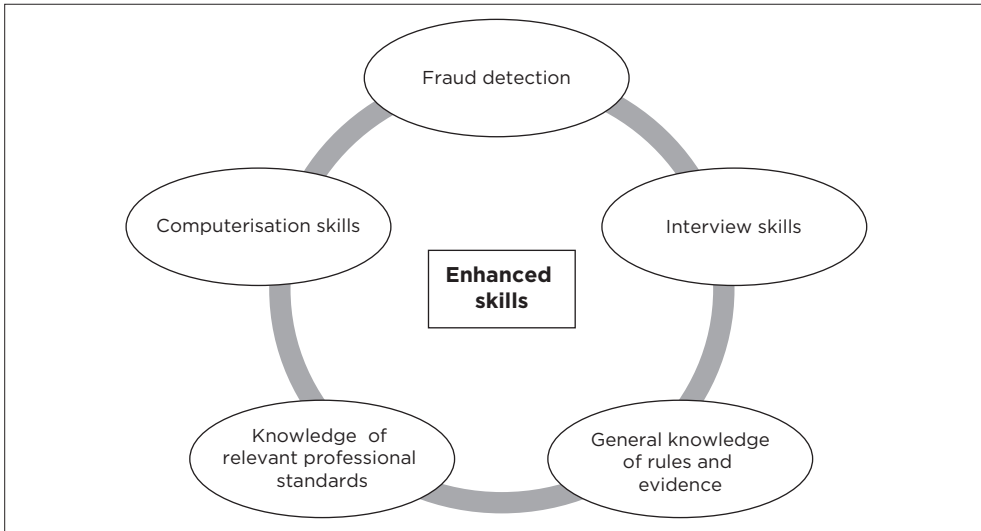 Fraud detection
Computerisation skills
Interview skills
Enhanced
skills
Knowledge of
relevant professional
standards
General knowledge
of rules and
evidence